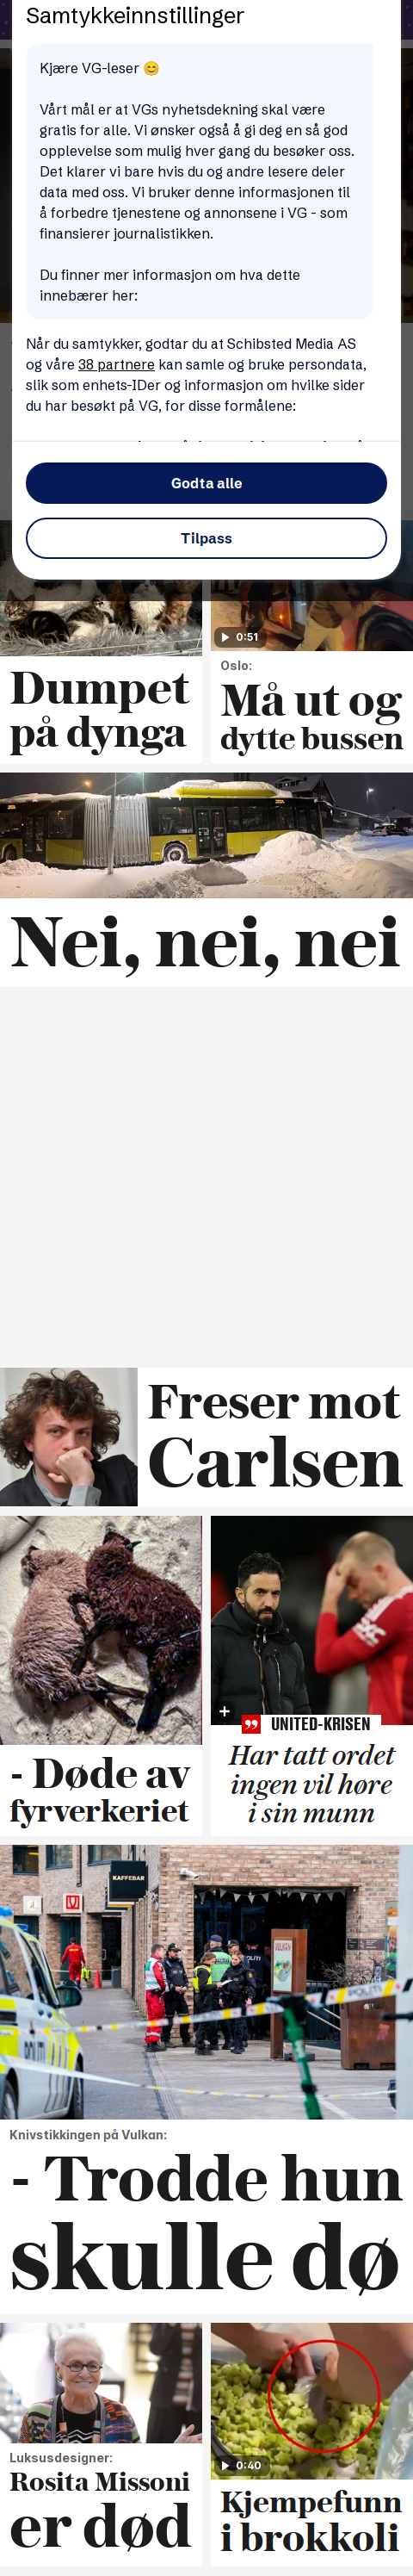 Samtykkeinnstillinger
Kjære VG-leser 😊
Vårt mål er at VGs nyhetsdekning skal være
gratis for alle. Vi ønsker også å gi deg en så god
opplevelse som mulig hver gang du besøker oss.
Det klarer vi bare hvis du og andre lesere deler
data med oss. Vi bruker denne informasjonen til
å forbedre tjenestene og annonsene i VG - som
finansierer journalistikken.
Du finner mer informasjon om hva dette
innebærer her:
Når du samtykker, godtar du at Schibsted Media AS
og våre 38 partnere kan samle og bruke persondata,
slik som enhets-IDer og informasjon om hvilke sider
du har besøkt på VG, for disse formålene:
Godta alle
Tilpass
Dumpet
på dynga
0:51
Oslo:
Må ut og
dytte bussen
Nei, nei, nei
Freser mot
Carlsen
- Døde av
fyrverkeriet
UNITED-KRISEN
Har tatt ordet
ingen vil høre
i sin munn
KAFFEBAR
POLITI
VULKAN
Knivstikkingen på Vulkan:
- Trodde hun
skulle dø
Luksusdesigner:
Rosita Missoni
er død
0:40
Kjempefunn
i brokkoli